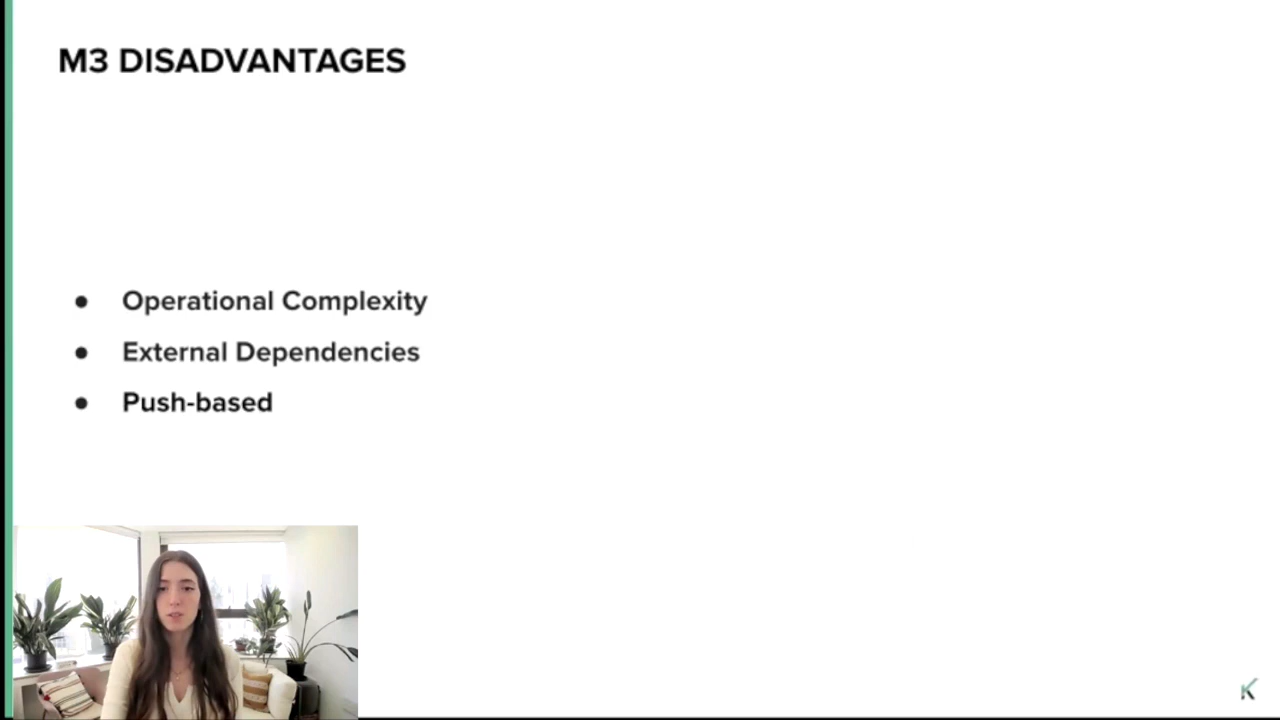 M3 DISADVANTAGES
● Operational Complexity
● External Dependencies
● Push-based